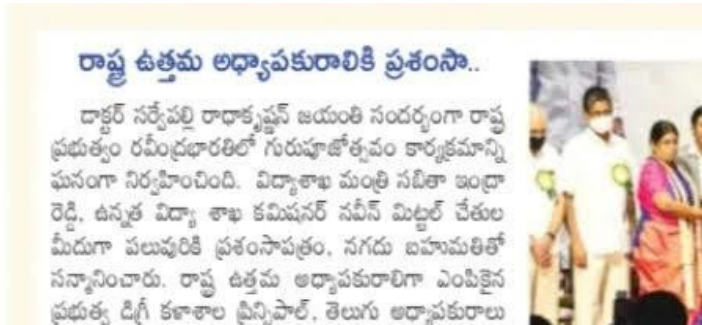 రాష్ట్ర ఉత్తమ అధ్యాపకురాలికి ప్రశంసా..
డాక్టర్ సర్వేపల్లి రాధాకృష్ణన్ జయంతి సందర్భంగా రాష్ట్ర
ప్రభుత్వం రవీంద్రభారతిలో గురుపూజోత్సవం కార్యక్రమాన్ని
ఘనంగా నిర్వహించింది. విద్యాశాఖ మంత్రి సబితా ఇంద్రా
రెడ్డి, ఉన్నత విద్యా శాఖ కమిషనర్ నవీన్ మిట్టల్ చేతుల
మీదుగా పలువురికి ప్రశంసాపత్రం, నగదు బహుమతితో
సన్మానించారు. రాష్ట్ర ఉత్తమ అధ్యాపకురాలిగా ఎంపికైన
ప్రభుత్వ డిగ్రీ కళాశాల ప్రిన్సిపాల్, తెలుగు అధ్యాపకురాలు